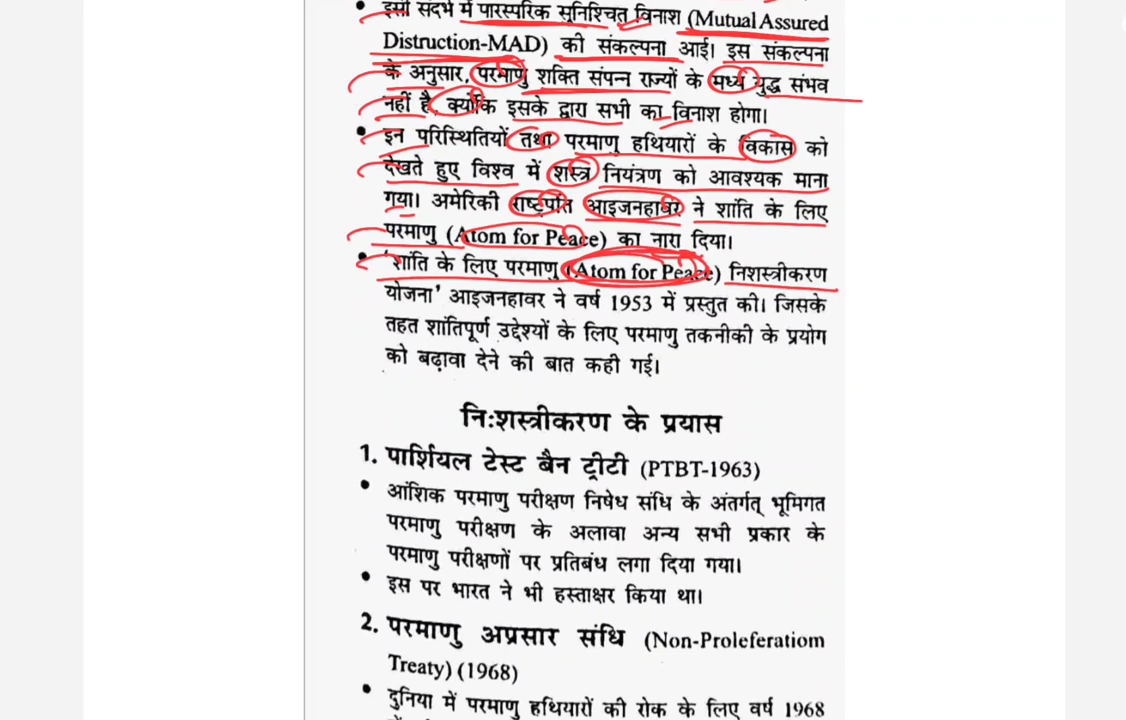 • इसी संदर्भ में पारस्परिक सुनिश्चित विनाश (Mutual Assured
Distruction-MAD) की संकल्पना आई। इस संकल्पना
के अनुसार, परमाणु शक्ति संपन्न राज्यों के मध्य युद्ध संभव
नहीं है, क्योंकि इसके द्वारा सभी का विनाश होगा।
• इन परिस्थितियों तथा परमाणु हथियारों के विकास को
देखते हुए विश्व में शस्त्र नियंत्रण को आवश्यक माना
गया। अमेरिकी राष्ट्रपति आइजनहावर ने शांति के लिए
परमाणु (Atom for Peace) का नारा दिया।
• 'शांति के लिए परमाणु (Atom for Peace) निशस्त्रीकरण
योजना' आइजनहावर ने वर्ष 1953 में प्रस्तुत की। जिसके
तहत शांतिपूर्ण उद्देश्यों के लिए परमाणु तकनीकी के प्रयोग
को बढ़ावा देने की बात कही गई।
निःशस्त्रीकरण के प्रयास
1. पार्शियल टेस्ट बैन ट्रीटी (PTBT-1963)
• आंशिक परमाणु परीक्षण निषेध संधि के अंतर्गत् भूमिगत
परमाणु परीक्षण के अलावा अन्य सभी प्रकार के
परमाणु परीक्षणों पर प्रतिबंध लगा दिया गया।
• इस पर भारत ने भी हस्ताक्षर किया था।
2. परमाणु अप्रसार संधि (Non-Proleferatiom
Treaty) (1968)
• दुनिया में परमाणु हथियारों की रोक के लिए वर्ष 1968